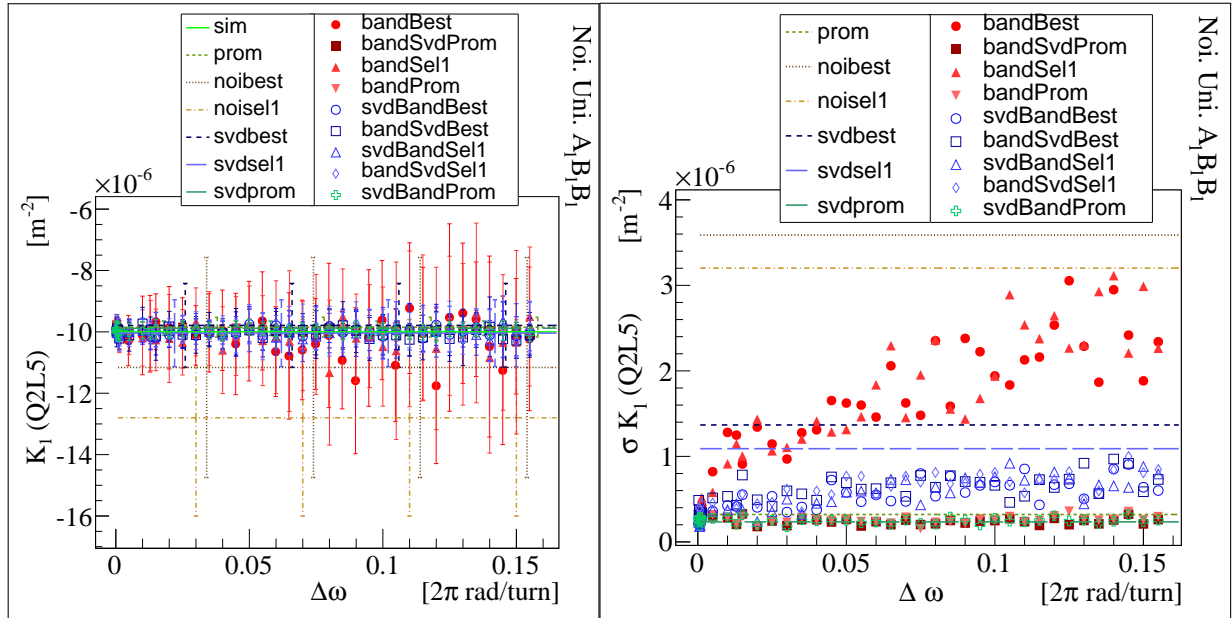 sim
prom
noibest
noisel1
svdbest
svdsel1
svdprom
bandBest
bandSvdProm
bandSel1
bandProm
svdBandBest
bandSvdBest
svdBandSel1
bandSvdSel1
svdBandProm
Noi. Uni. A₁B₁B₁
×10⁻⁶
K₁ (Q2L5) [m⁻²]
-6
-8
-10
-12
-14
-16
0 0.05 0.1 0.15
Δω [2π rad/turn]
prom
noibest
noisel1
svdbest
svdsel1
svdprom
bandBest
bandSvdProm
bandSel1
bandProm
svdBandBest
bandSvdBest
svdBandSel1
bandSvdSel1
svdBandProm
Noi. Uni. A₁B₁B₁
×10⁻⁶
σ K₁ (Q2L5) [m⁻²]
4
3
2
1
0
0 0.05 0.1 0.15
Δ ω [2π rad/turn]